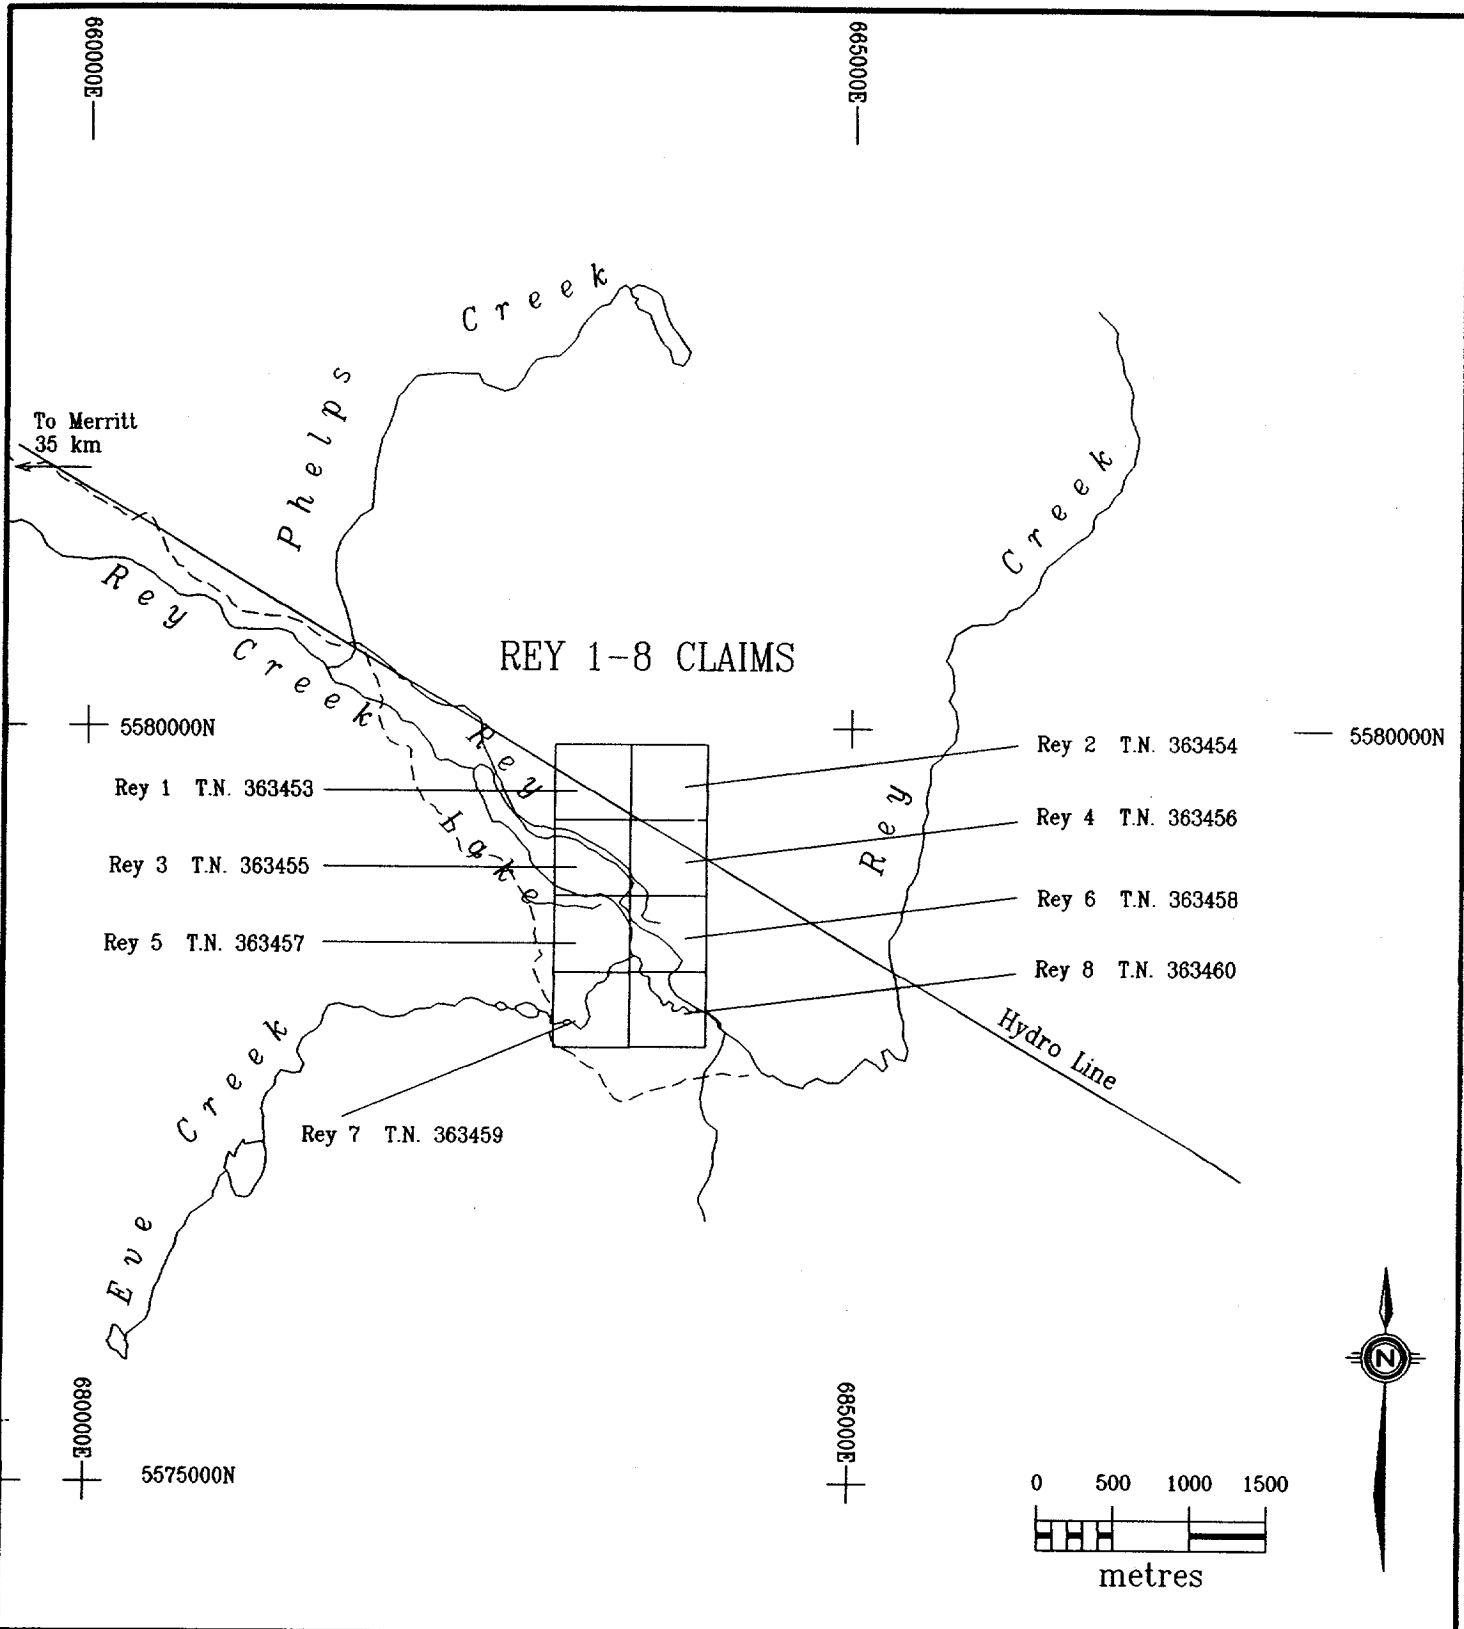 660000E
665000E
Phelps Creek
To Merritt
35 km
Rey Creek
Rey Creek
REY 1-8 CLAIMS
5580000N
5580000N
Rey Lake
Rey 1 T.N. 363453
Rey 2 T.N. 363454
Rey 3 T.N. 363455
Rey 4 T.N. 363456
Rey 5 T.N. 363457
Rey 6 T.N. 363458
Rey 8 T.N. 363460
Rey 7 T.N. 363459
Hydro Line
Eve Creek
680000E
685000E
5575000N
N
0 500 1000 1500
metres